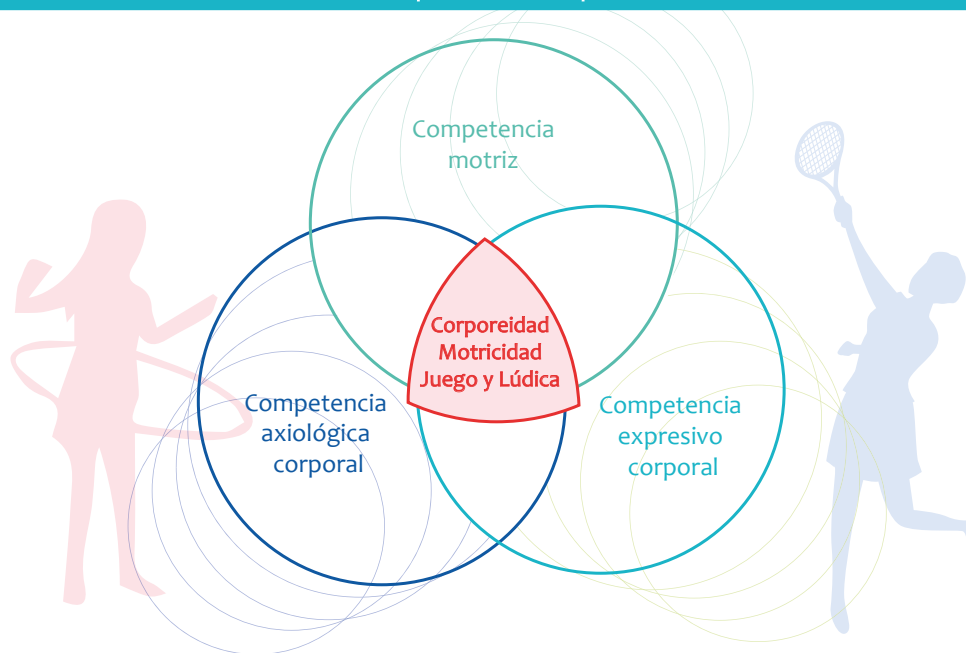 Competencia
motriz
Corporeidad
Motricidad
Juego y Lúdica
Competencia
axiológica
corporal
Competencia
expresivo
corporal